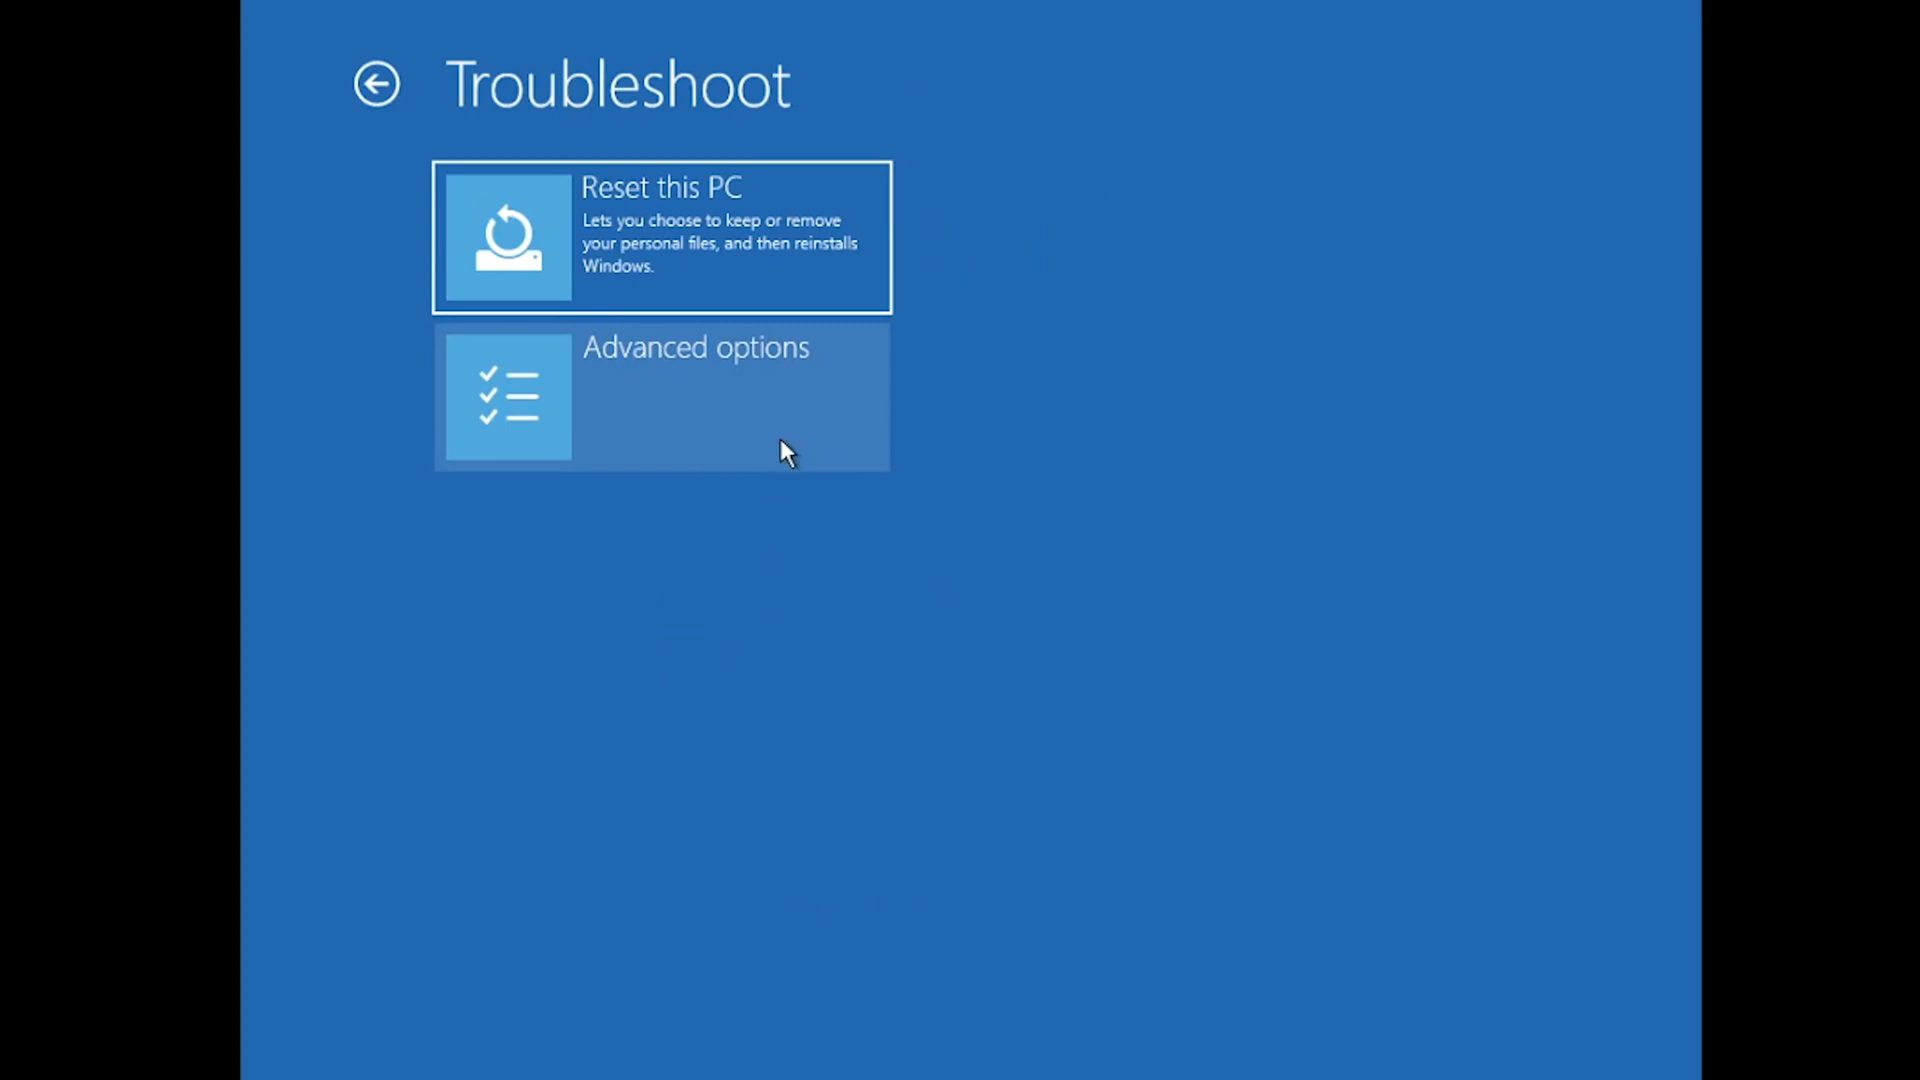 Troubleshoot
Reset this PC
Lets you choose to keep or remove
your personal files, and then reinstalls
Windows.
Advanced options